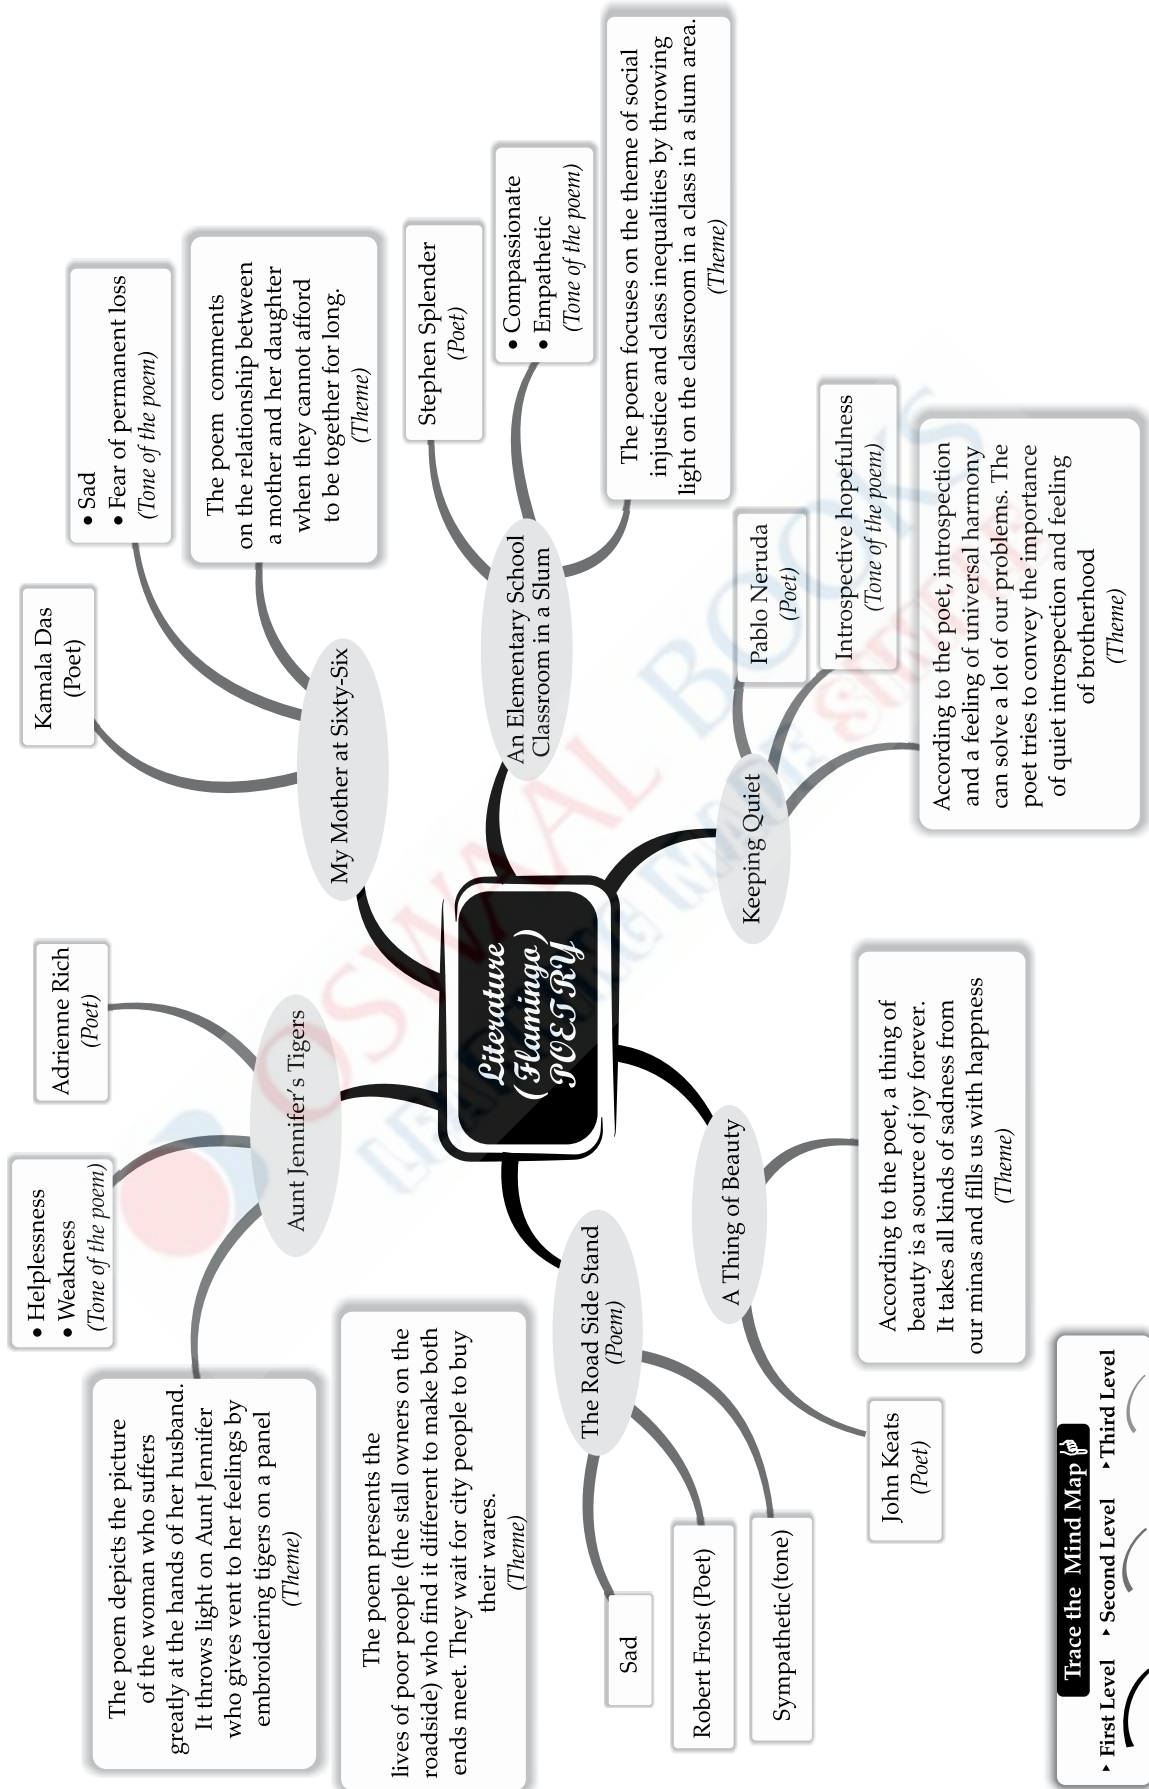 Literature
(Flamingo)
POETRY
My Mother at Sixty-Six
Kamala Das
(Poet)
• Sad
• Fear of permanent loss
(Tone of the poem)
The poem comments
on the relationship between
a mother and her daughter
when they cannot afford
to be together for long.
(Theme)
An Elementary School
Classroom in a Slum
Stephen Splender
(Poet)
• Compassionate
• Empathetic
(Tone of the poem)
The poem focuses on the theme of social
injustice and class inequalities by throwing
light on the classroom in a class in a slum area.
(Theme)
Keeping Quiet
Pablo Neruda
(Poet)
Introspective hopefulness
(Tone of the poem)
According to the poet, introspection
and a feeling of universal harmony
can solve a lot of our problems. The
poet tries to convey the importance
of quiet introspection and feeling
of brotherhood
(Theme)
A Thing of Beauty
According to the poet, a thing of
beauty is a source of joy forever.
It takes all kinds of sadness from
our minas and fills us with happness
(Theme)
John Keats
(Poet)
The Road Side Stand
(Poem)
Sympathetic (tone)
Robert Frost (Poet)
Sad
The poem presents the
lives of poor people (the stall owners on the
roadside) who find it different to make both
ends meet. They wait for city people to buy
their wares.
(Theme)
Aunt Jennifer's Tigers
The poem depicts the picture
of the woman who suffers
greatly at the hands of her husband.
It throws light on Aunt Jennifer
who gives vent to her feelings by
embroidering tigers on a panel
(Theme)
• Helplessness
• Weakness
(Tone of the poem)
Adrienne Rich
(Poet)
Trace the Mind Map
First Level
Second Level
Third Level
OSWAAL BOOKS
LEARNING MADE SIMPLE